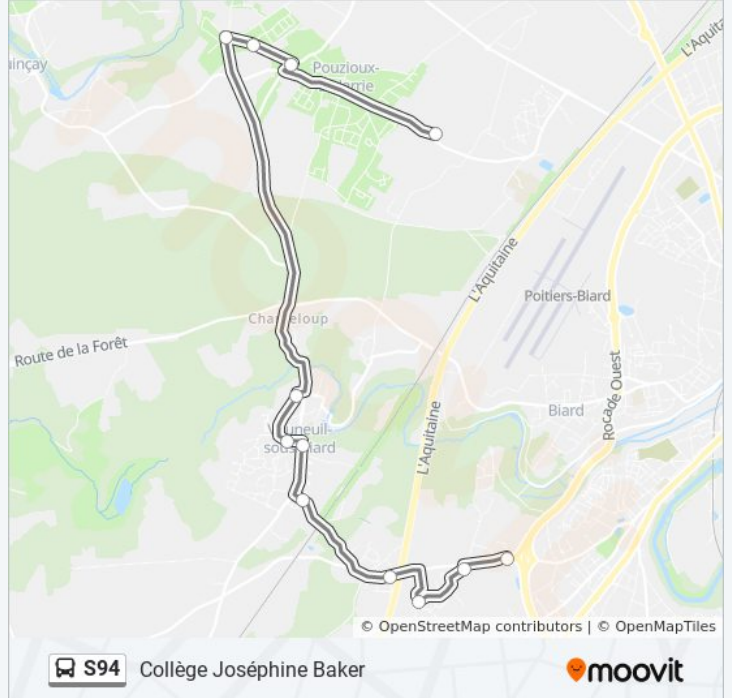 L'Aquita
Pouzioux-
L'Aquitaine
Poitiers-Biard
Route de la Forêt
Rocade Ouest
Biard
L'Aquitaine
© OpenStreetMap contributors | © OpenMapTiles
S94 Collège Joséphine Baker
moovit